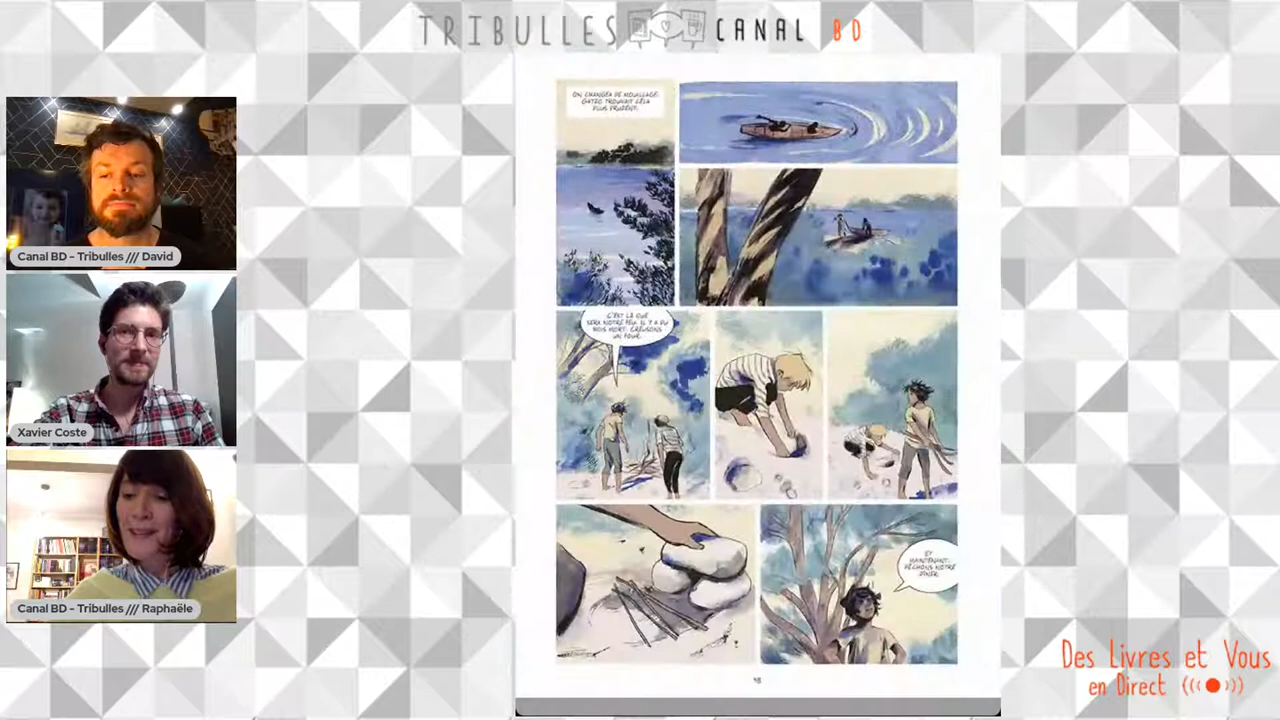 TRIBULLES CANAL BD
ON CHANGEA DE MOUILLAGE.
GATZO TROUVAIT CELA
PLUS PRUDENT.
Canal BD - Tribulles /// David
C'EST LÀ QUE
SERA NOTRE FEU. IL Y A DU
BOIS MORT. CREUSONS
UN FOUR.
Xavier Coste
ET
MAINTENANT,
PÊCHONS NOTRE
DÎNER.
Canal BD - Tribulles /// Raphaële
Des Livres et Vous
en Direct